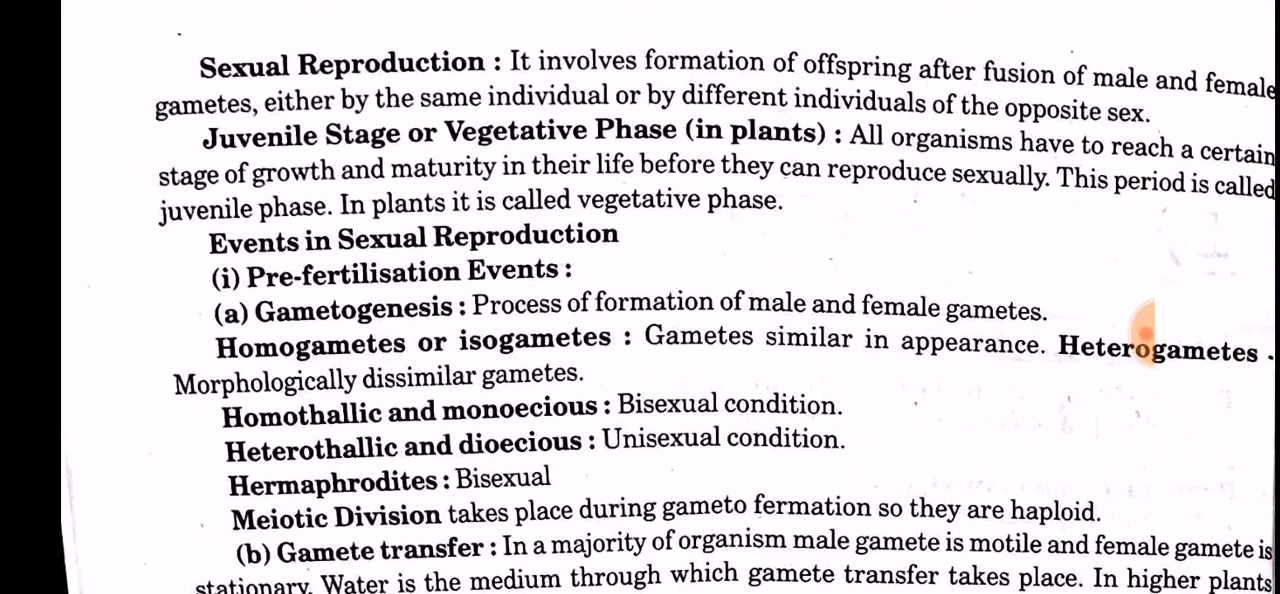 Sexual Reproduction : It involves formation of offspring after fusion of male and female
gametes, either by the same individual or by different individuals of the opposite sex.
Juvenile Stage or Vegetative Phase (in plants) : All organisms have to reach a certain
stage of growth and maturity in their life before they can reproduce sexually. This period is called
juvenile phase. In plants it is called vegetative phase.
Events in Sexual Reproduction
(i) Pre-fertilisation Events :
(a) Gametogenesis : Process of formation of male and female gametes.
Homogametes or isogametes : Gametes similar in appearance. Heterogametes .
Morphologically dissimilar gametes.
Homothallic and monoecious : Bisexual condition.
Heterothallic and dioecious : Unisexual condition.
Hermaphrodites : Bisexual
Meiotic Division takes place during gameto fermation so they are haploid.
(b) Gamete transfer : In a majority of organism male gamete is motile and female gamete is
stationary. Water is the medium through which gamete transfer takes place. In higher plants